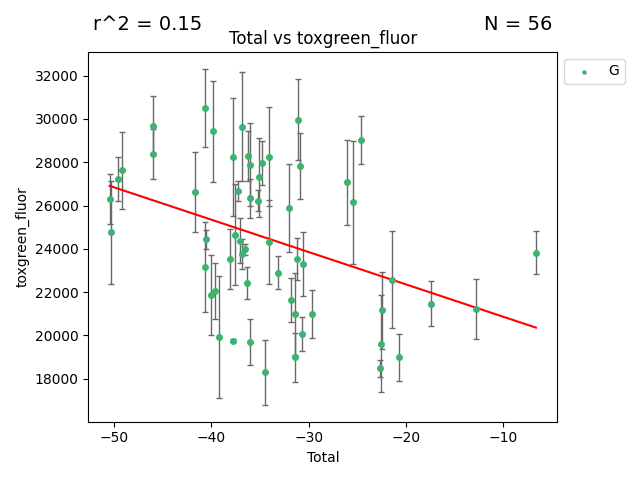 r^2 = 0.15
N = 56
Total vs toxgreen_fluor
G
32000
30000
28000
26000
24000
22000
20000
18000
toxgreen_fluor
−50
−40
−30
−20
−10
Total